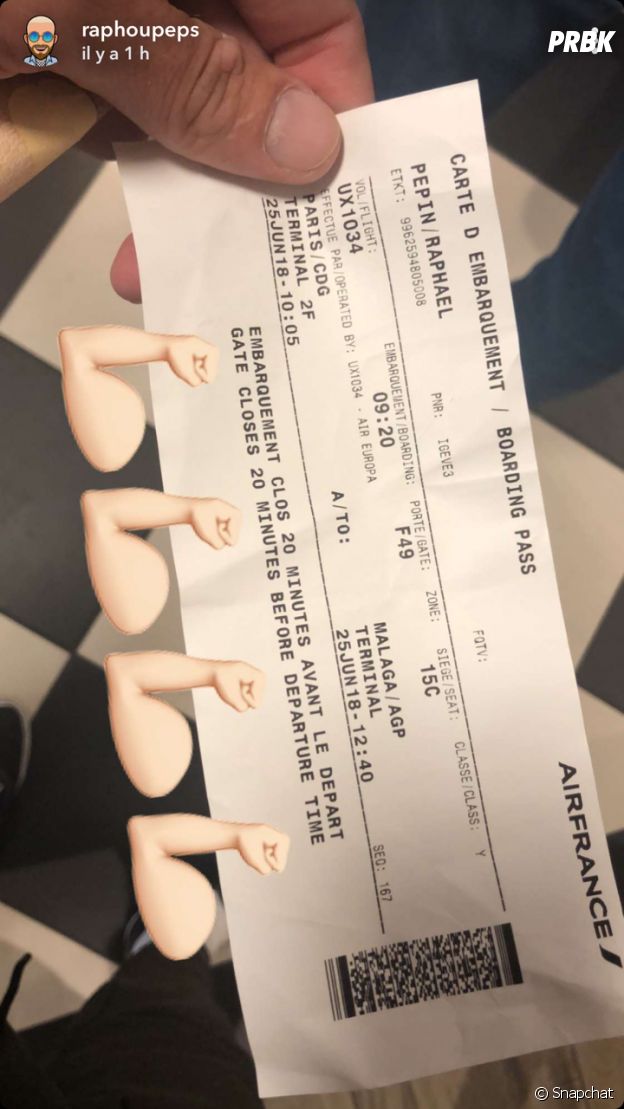 raphoupeps
il y a 1 h
PRBK
CARTE D EMBARQUEMENT / BOARDING PASS
AIRFRANCE
PEPIN/RAPHAEL
PNR: IGEVE3
FQTV:
ETKT: 9962594805008
VOL/FLIGHT: EMBARQUEMENT/BOARDING: PORTE/GATE: ZONE: SIEGE/SEAT: CLASSE/CLASS: Y
UX1034 09:20 F49 15C
EFFECTUE PAR/OPERATED BY: UX1034 - AIR EUROPA
PARIS/CDG A/TO: MALAGA/AGP
TERMINAL 2F TERMINAL
25JUN18-10:05 25JUN18-12:40 SEQ: 167
EMBARQUEMENT CLOS 20 MINUTES AVANT LE DEPART
GATE CLOSES 20 MINUTES BEFORE DEPARTURE TIME
© Snapchat